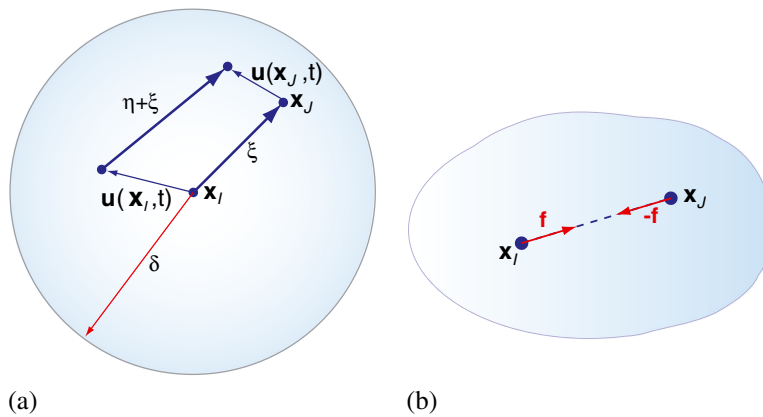 u(x_J ,t)
η+ξ
x_J
ξ
u(x_I ,t)
x_I
δ
f
-f
x_J
x_I
(a)
(b)